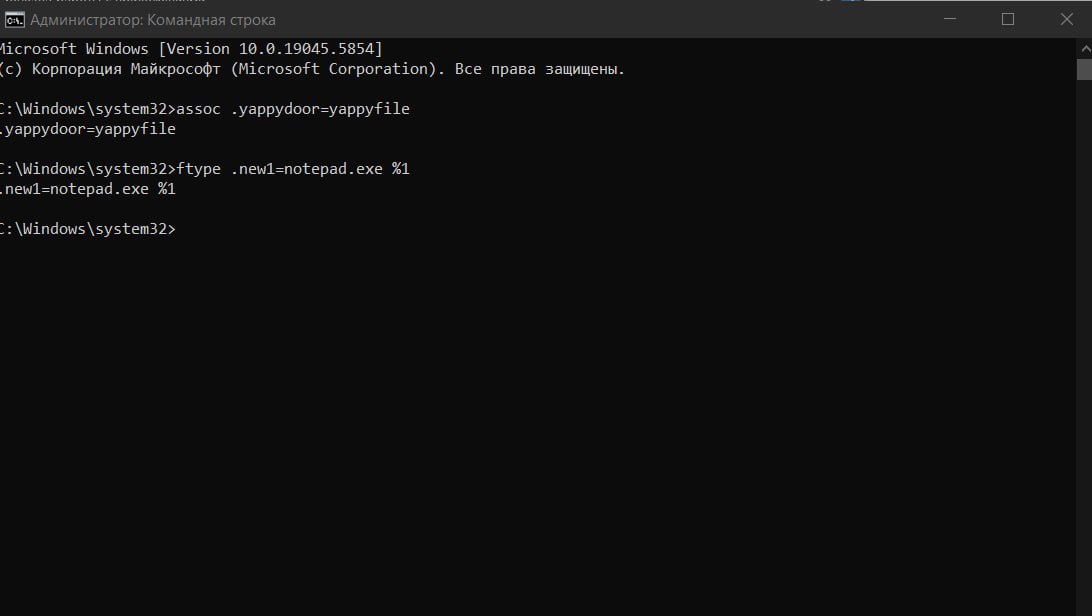 Администратор: Командная строка
Microsoft Windows [Version 10.0.19045.5854]
(c) Корпорация Майкрософт (Microsoft Corporation). Все права защищены.
C:\Windows\system32>assoc .yappydoor=yappyfile
.yappydoor=yappyfile
C:\Windows\system32>ftype .new1=notepad.exe %1
.new1=notepad.exe %1
C:\Windows\system32>